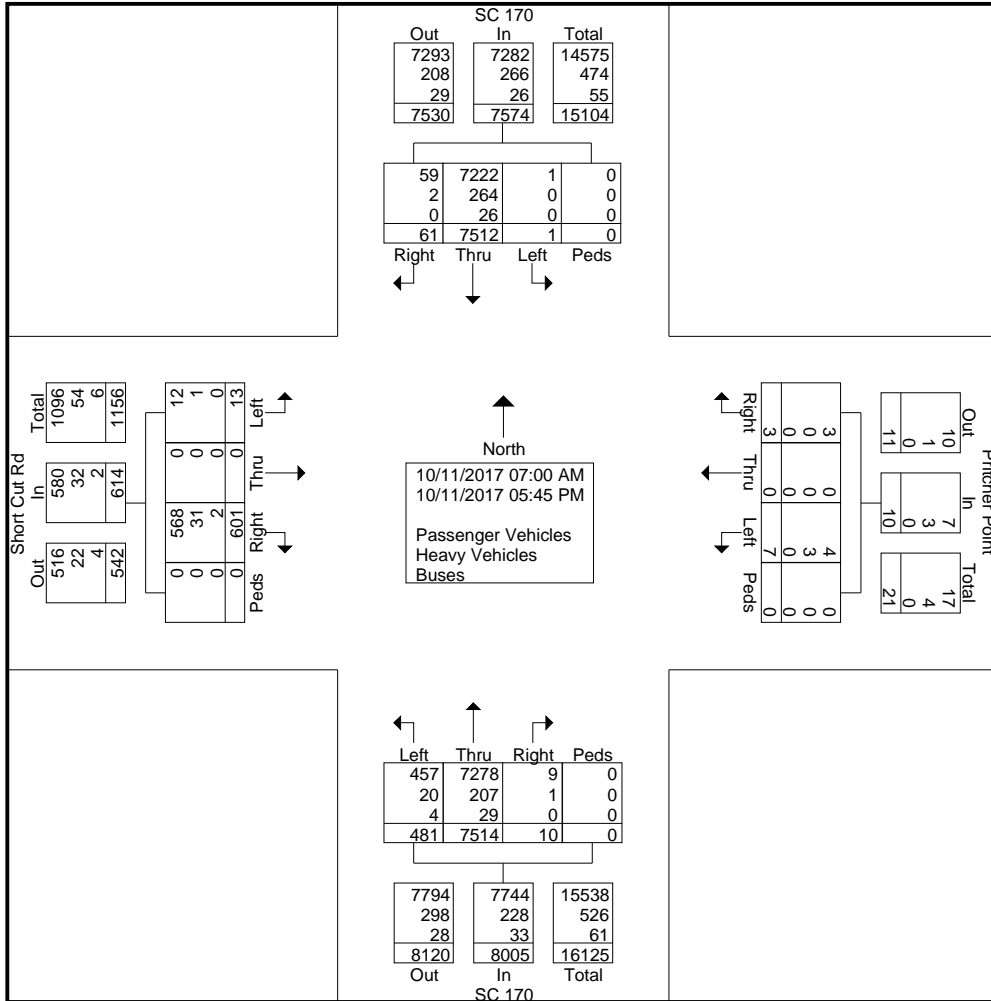 SC 170
Out In Total
7293 7282 14575
208 266 474
29 26 55
7530 7574 15104
59 7222 1 0
2 264 0 0
0 26 0 0
61 7512 1 0
Right Thru Left Peds
Short Cut Rd
Total In Out
1096 580 516
54 32 22
6 2 4
1156 614 542
12 0 568 0
1 0 31 0
0 0 2 0
13 0 601 0
Left Thru Right Peds
North
10/11/2017 07:00 AM
10/11/2017 05:45 PM
Passenger Vehicles
Heavy Vehicles
Buses
Right Thru Left Peds
3 0 4 0
0 0 3 0
0 0 0 0
3 0 7 0
Pritcher Point
Out In Total
10 7 17
1 3 4
0 0 0
11 10 21
Left Thru Right Peds
457 7278 9 0
20 207 1 0
4 29 0 0
481 7514 10 0
7794 7744 15538
298 228 526
28 33 61
8120 8005 16125
Out In Total
SC 170